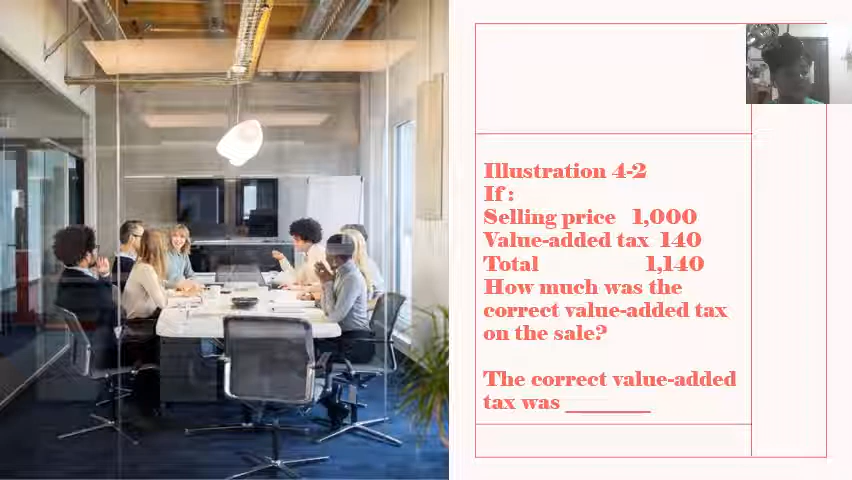 Illustration 4-2
If:
Selling price 1,000
Value-added tax 140
Total 1,140
How much was the
correct value-added tax
on the sale?
The correct value-added
tax was ________